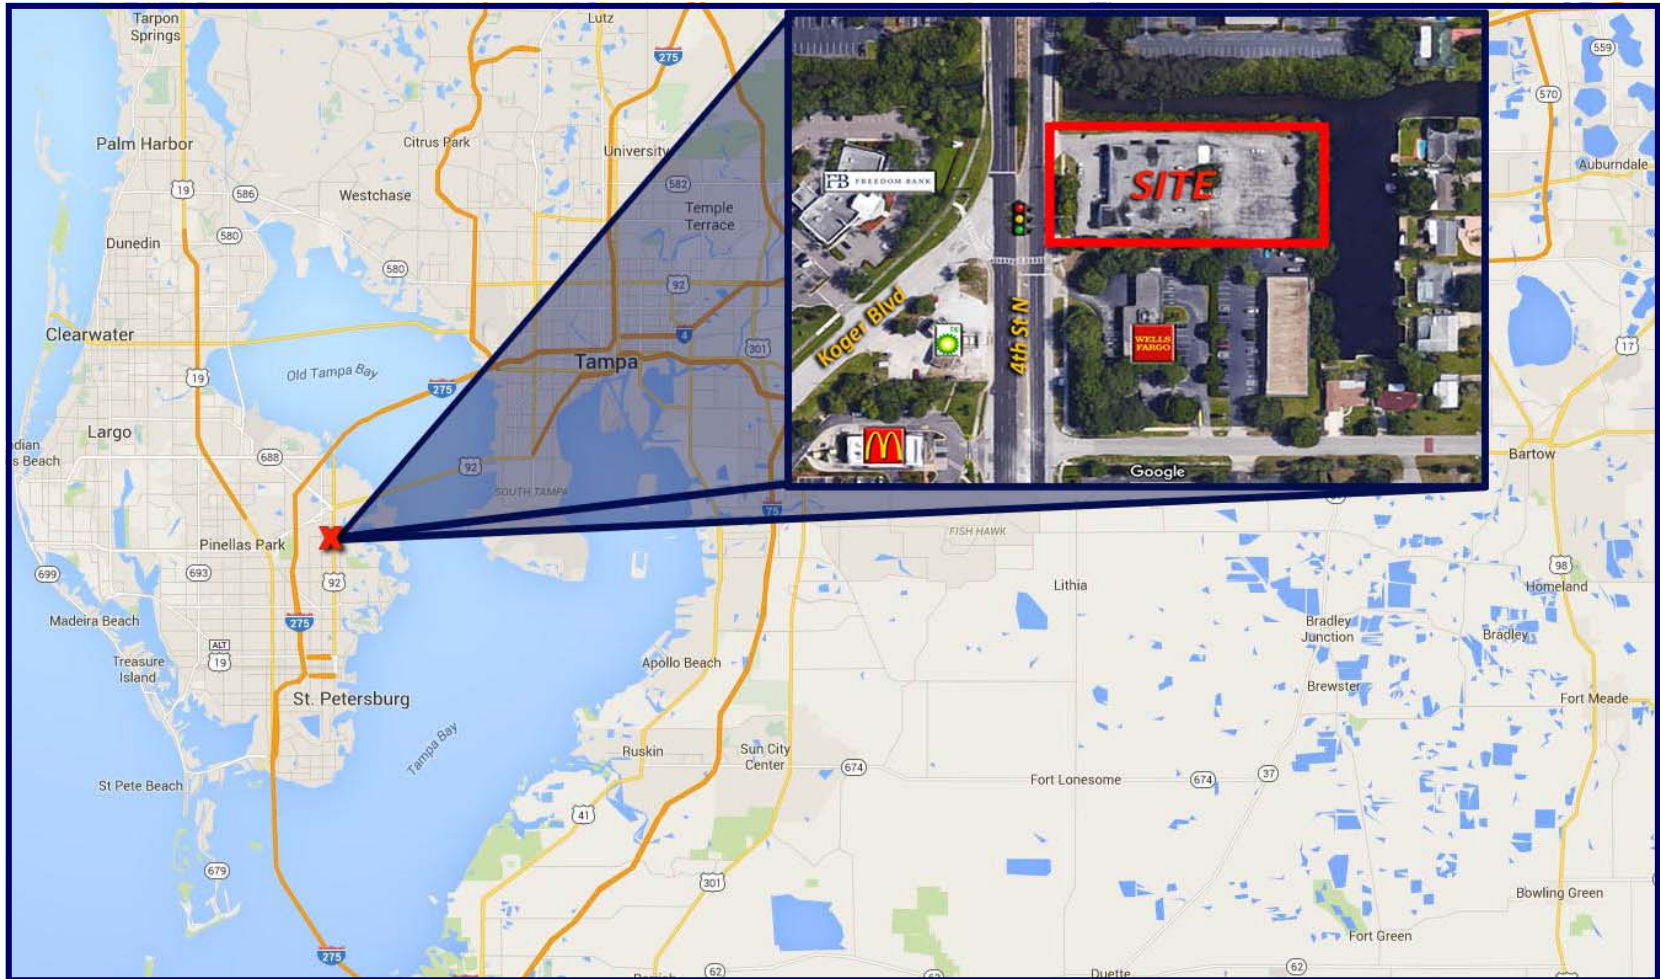 Tarpon
Springs
Lutz
275
559
570
Palm Harbor
Citrus Park
University
Auburndale
19
586
Westchase
582
Temple
Terrace
Dunedin
580
580
92
Clearwater
4
301
17
Old Tampa Bay
Tampa
19
275
Largo
Beach
688
92
SOUTH TAMPA
Bartow
75
X
Pinellas Park
FISH HAWK
699
693
92
98
Lithia
Homeland
Madeira Beach
275
Bradley
Junction
Bradley
ALT
19
Treasure
Island
Apollo Beach
Brewster
St. Petersburg
Fort Meade
Tampa Bay
Ruskin
Sun City
Center
674
Fort Lonesome
674
37
St Pete Beach
41
679
301
Bowling Green
Fort Green
275
62
62
Duette
FB FREEDOM BANK
SITE
Koger Blvd
4th St N
WELLS
FARGO
Google